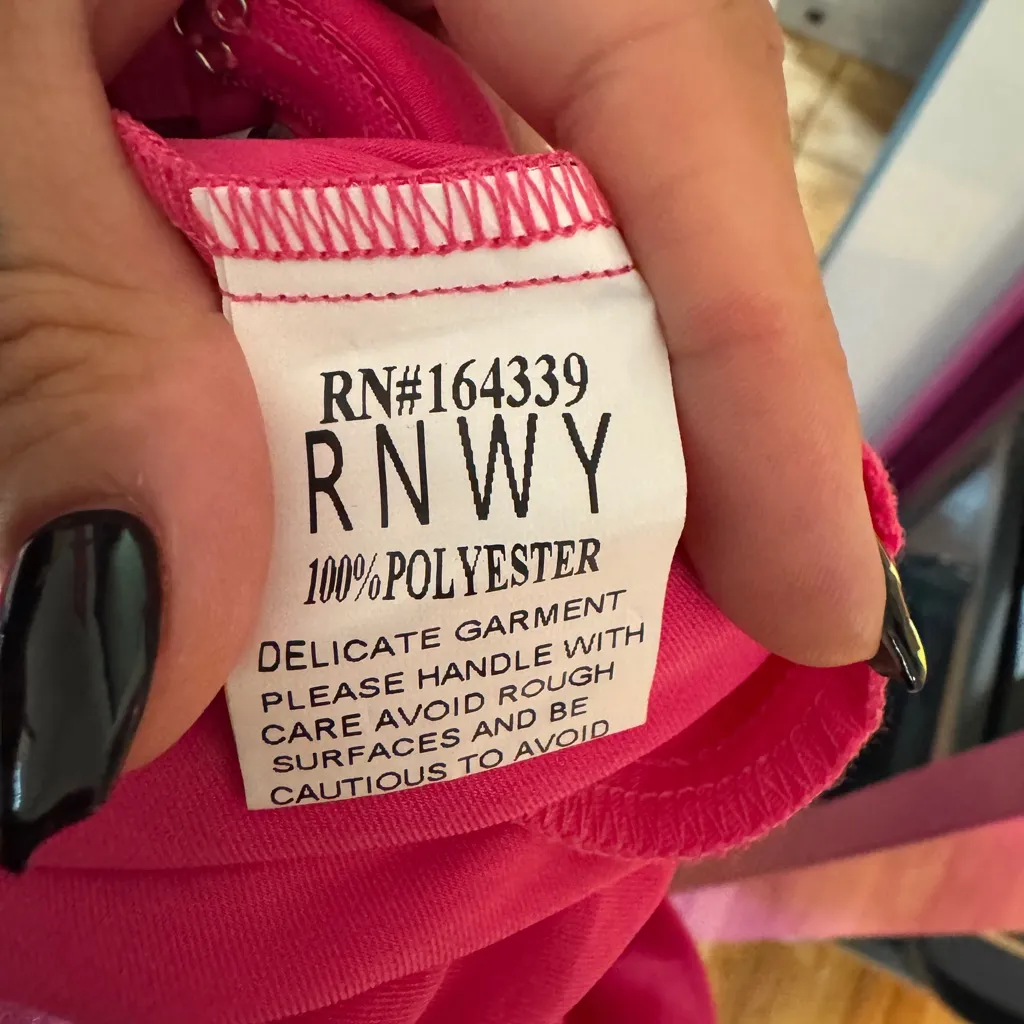 RN#164339
RNWY
100%POLYESTER
DELICATE GARMENT
PLEASE HANDLE WITH
CARE AVOID ROUGH
SURFACES AND BE
CAUTIOUS TO AVOID